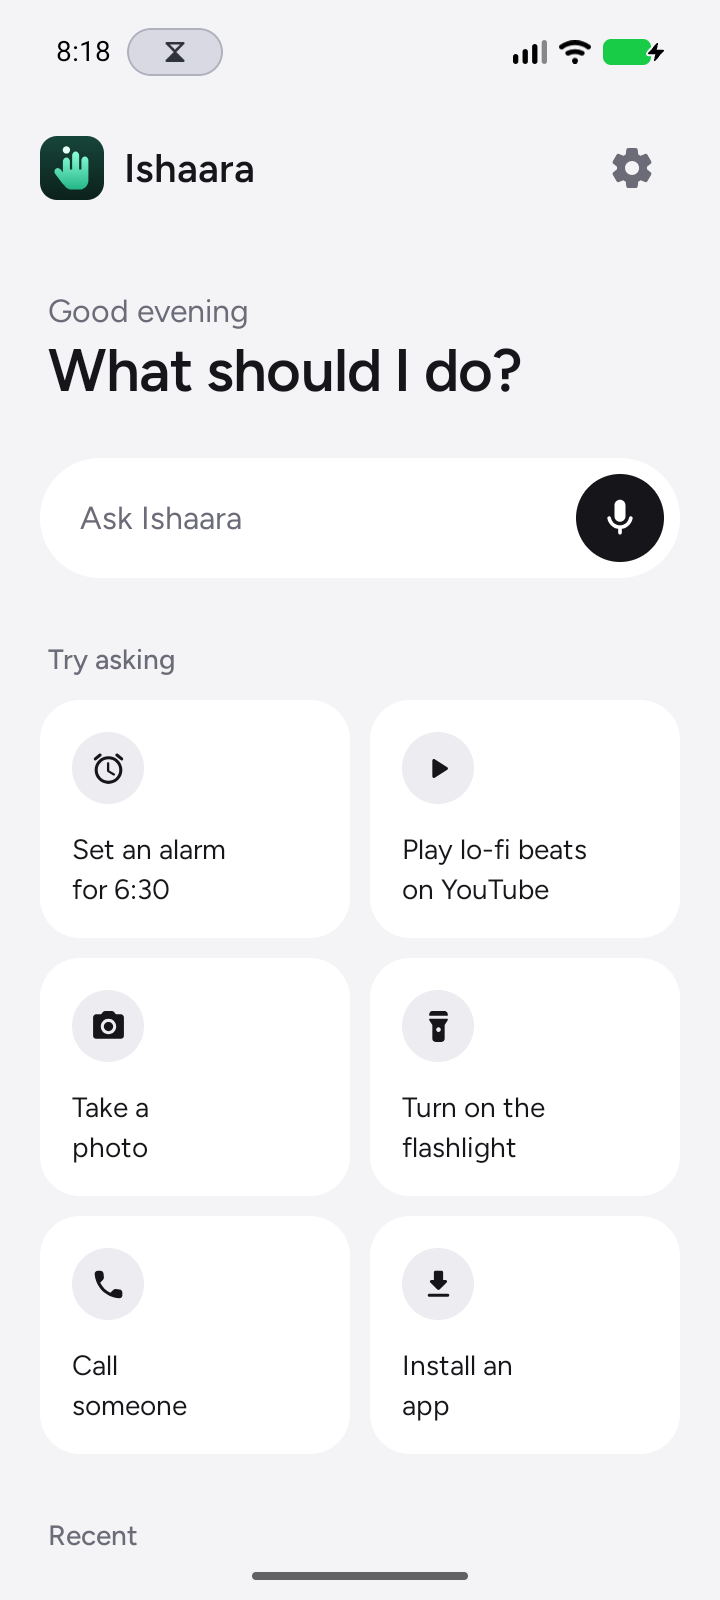 8:18
Ishaara
Good evening
What should I do?
Ask Ishaara
Try asking
Set an alarm
for 6:30
Play lo-fi beats
on YouTube
Take a
photo
Turn on the
flashlight
Call
someone
Install an
app
Recent